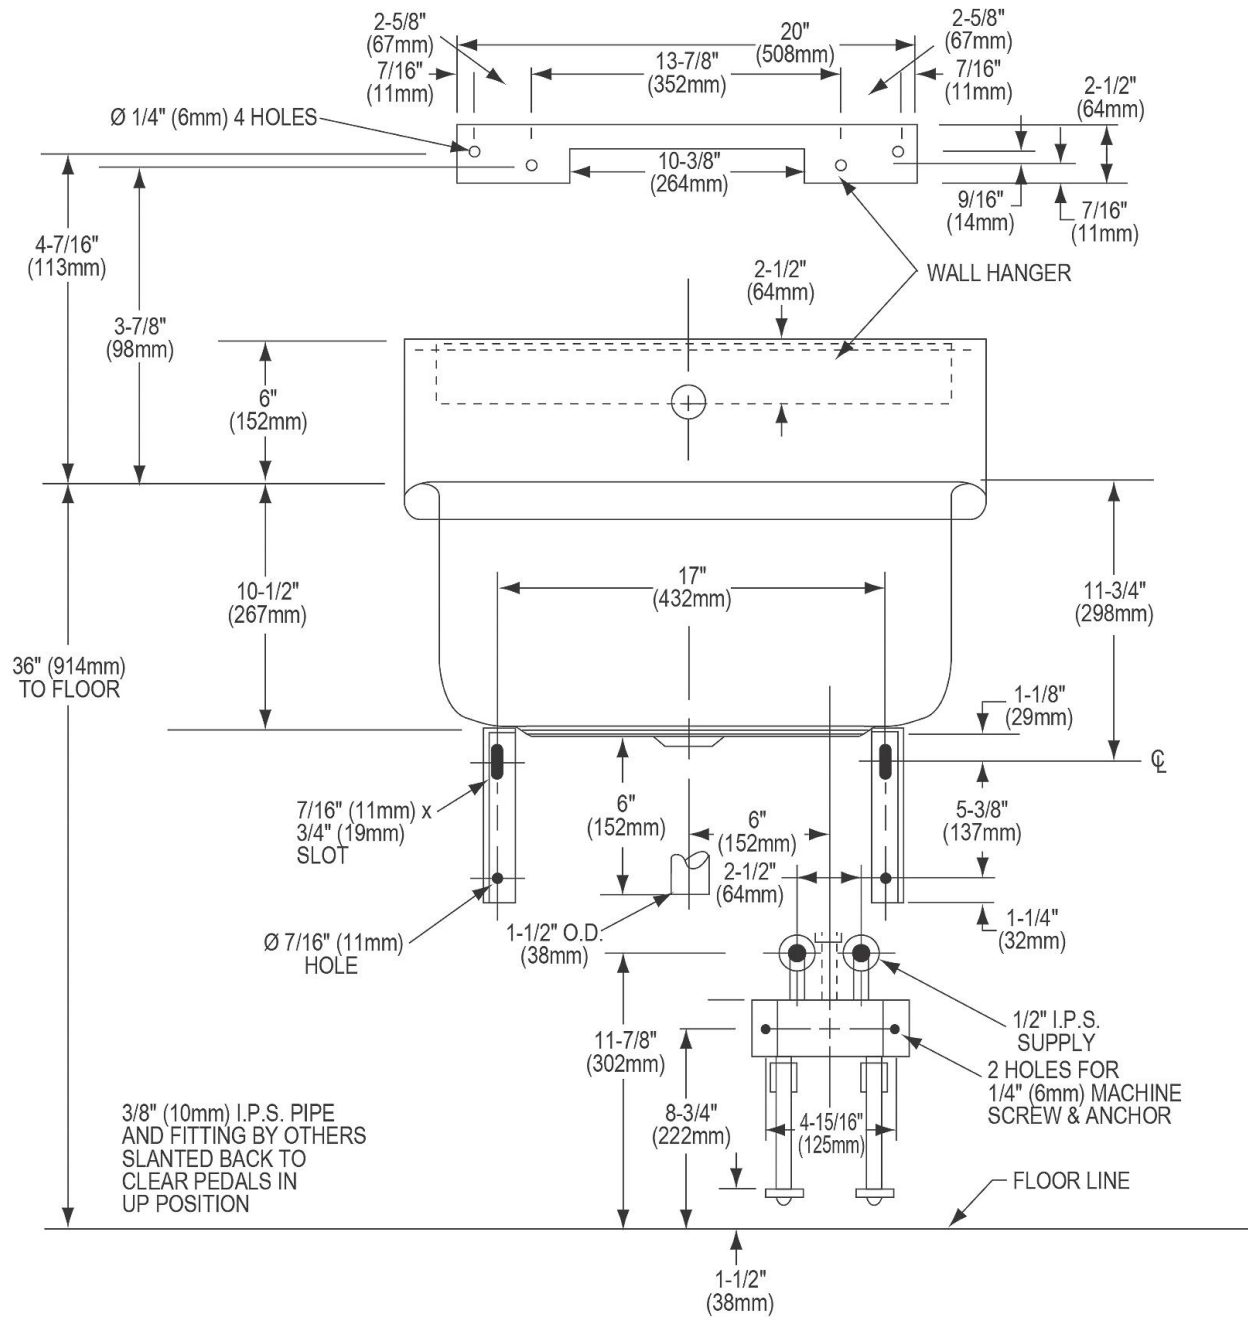 2-5/8"
(67mm)
20"
(508mm)
2-5/8"
(67mm)
7/16"
(11mm)
13-7/8"
(352mm)
7/16"
(11mm)
2-1/2"
(64mm)
Ø 1/4" (6mm) 4 HOLES
10-3/8"
(264mm)
9/16"
(14mm)
7/16"
(11mm)
4-7/16"
(113mm)
WALL HANGER
2-1/2"
(64mm)
3-7/8"
(98mm)
6"
(152mm)
10-1/2"
(267mm)
17"
(432mm)
11-3/4"
(298mm)
36" (914mm)
TO FLOOR
1-1/8"
(29mm)
℄
7/16" (11mm) x
3/4" (19mm)
SLOT
6"
(152mm)
6"
(152mm)
5-3/8"
(137mm)
2-1/2"
(64mm)
Ø 7/16" (11mm)
HOLE
1-1/2" O.D.
(38mm)
1-1/4"
(32mm)
1/2" I.P.S.
SUPPLY
11-7/8"
(302mm)
2 HOLES FOR
1/4" (6mm) MACHINE
SCREW & ANCHOR
8-3/4"
(222mm)
4-15/16"
(125mm)
3/8" (10mm) I.P.S. PIPE
AND FITTING BY OTHERS
SLANTED BACK TO
CLEAR PEDALS IN
UP POSITION
FLOOR LINE
1-1/2"
(38mm)